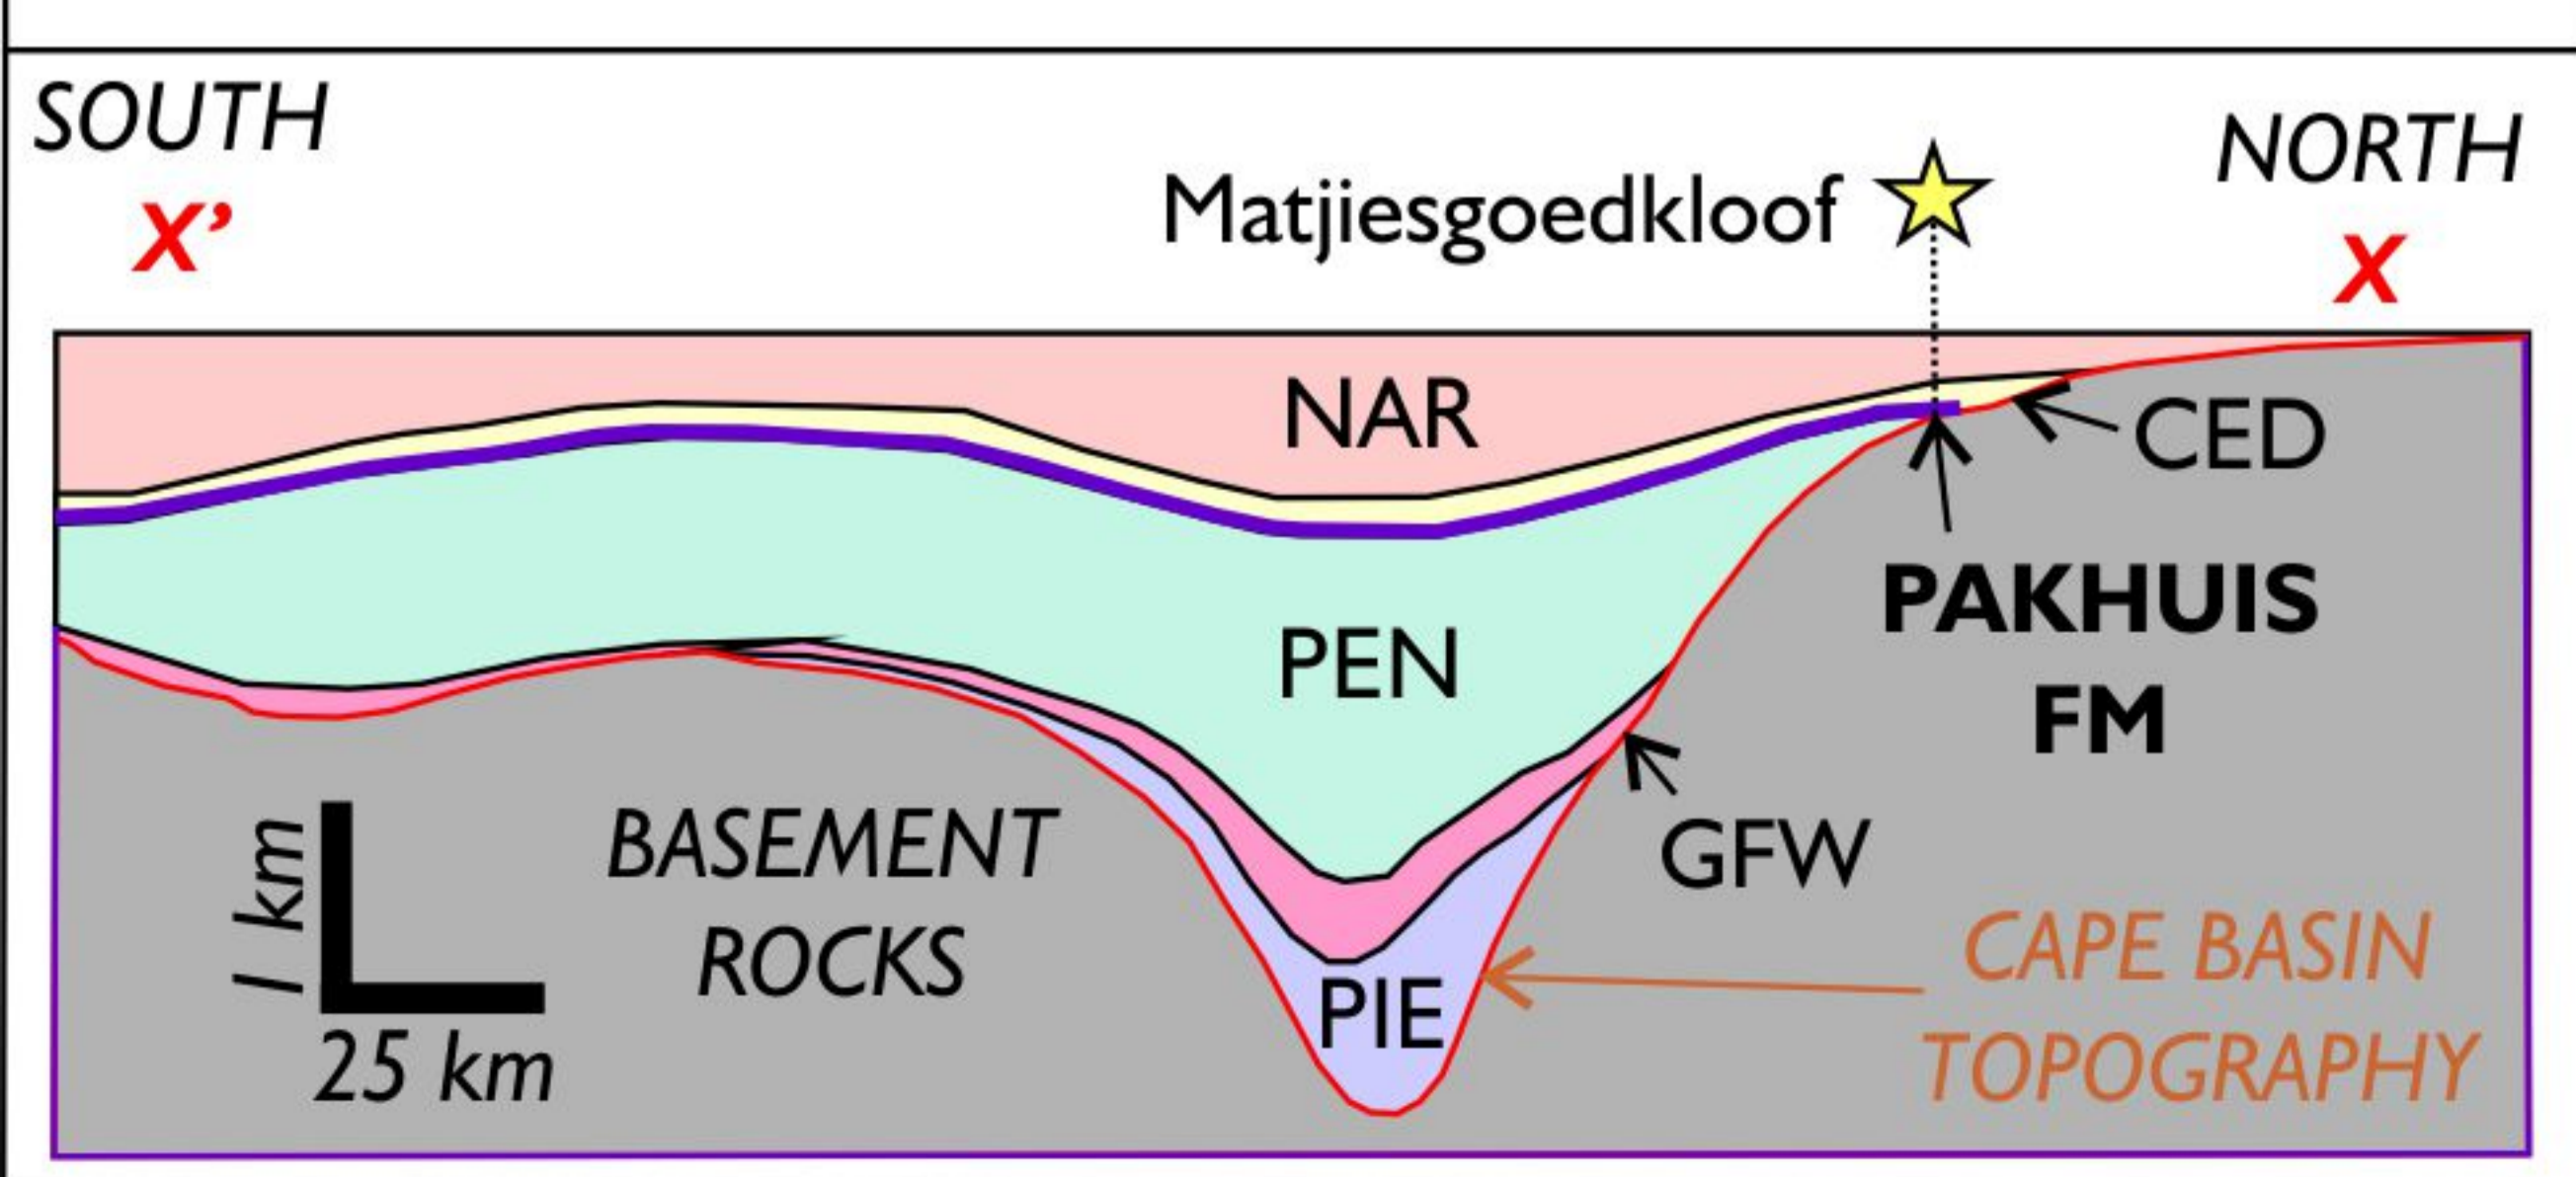 SOUTH
X’
Matjiesgoedkloof
NORTH
X
NAR
CED
PAKHUIS
FM
PEN
GFW
BASEMENT
ROCKS
1 km
25 km
PIE
CAPE BASIN
TOPOGRAPHY